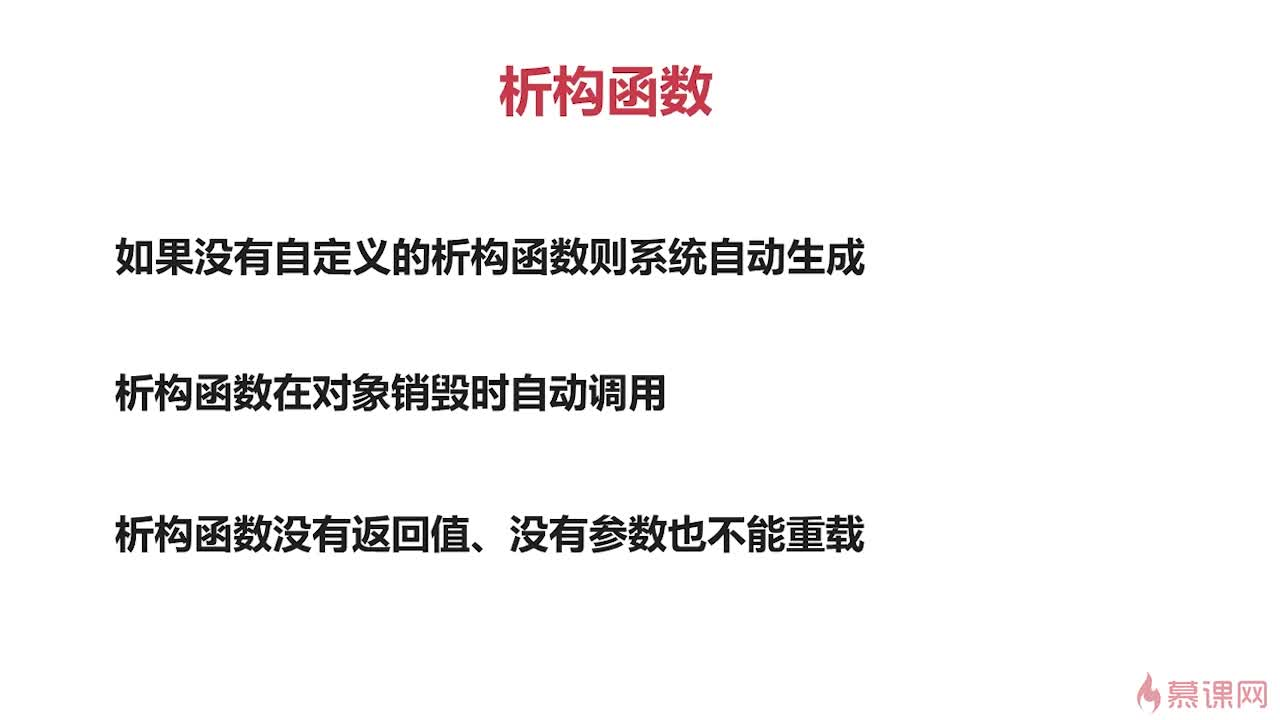 析构函数
如果没有自定义的析构函数则系统自动生成
析构函数在对象销毁时自动调用
析构函数没有返回值、没有参数也不能重载
慕课网